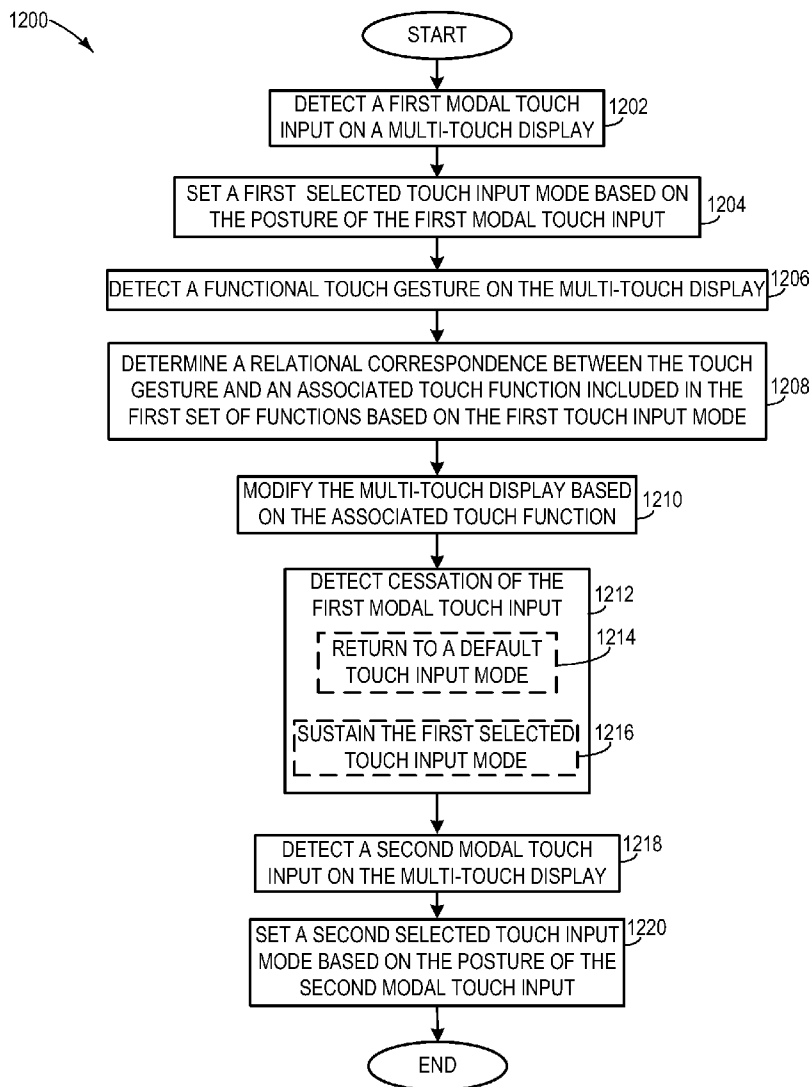 1200
START
DETECT A FIRST MODAL TOUCH
INPUT ON A MULTI-TOUCH DISPLAY
1202
SET A FIRST SELECTED TOUCH INPUT MODE BASED ON
THE POSTURE OF THE FIRST MODAL TOUCH INPUT
1204
DETECT A FUNCTIONAL TOUCH GESTURE ON THE MULTI-TOUCH DISPLAY
1206
DETERMINE A RELATIONAL CORRESPONDENCE BETWEEN THE TOUCH
GESTURE AND AN ASSOCIATED TOUCH FUNCTION INCLUDED IN THE
FIRST SET OF FUNCTIONS BASED ON THE FIRST TOUCH INPUT MODE
1208
MODIFY THE MULTI-TOUCH DISPLAY BASED
ON THE ASSOCIATED TOUCH FUNCTION
1210
DETECT CESSATION OF THE
FIRST MODAL TOUCH INPUT
1212
RETURN TO A DEFAULT
TOUCH INPUT MODE
1214
SUSTAIN THE FIRST SELECTED
TOUCH INPUT MODE
1216
DETECT A SECOND MODAL TOUCH
INPUT ON THE MULTI-TOUCH DISPLAY
1218
SET A SECOND SELECTED TOUCH INPUT
MODE BASED ON THE POSTURE OF THE
SECOND MODAL TOUCH INPUT
1220
END